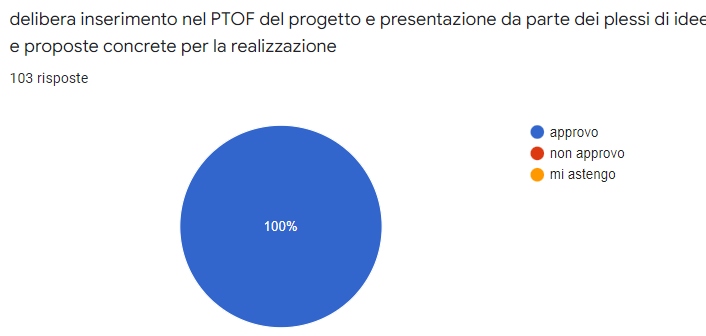 delibera inserimento nel PTOF del progetto e presentazione da parte dei plessi di idee
e proposte concrete per la realizzazione
103 risposte
approvo
non approvo
mi astengo
100%